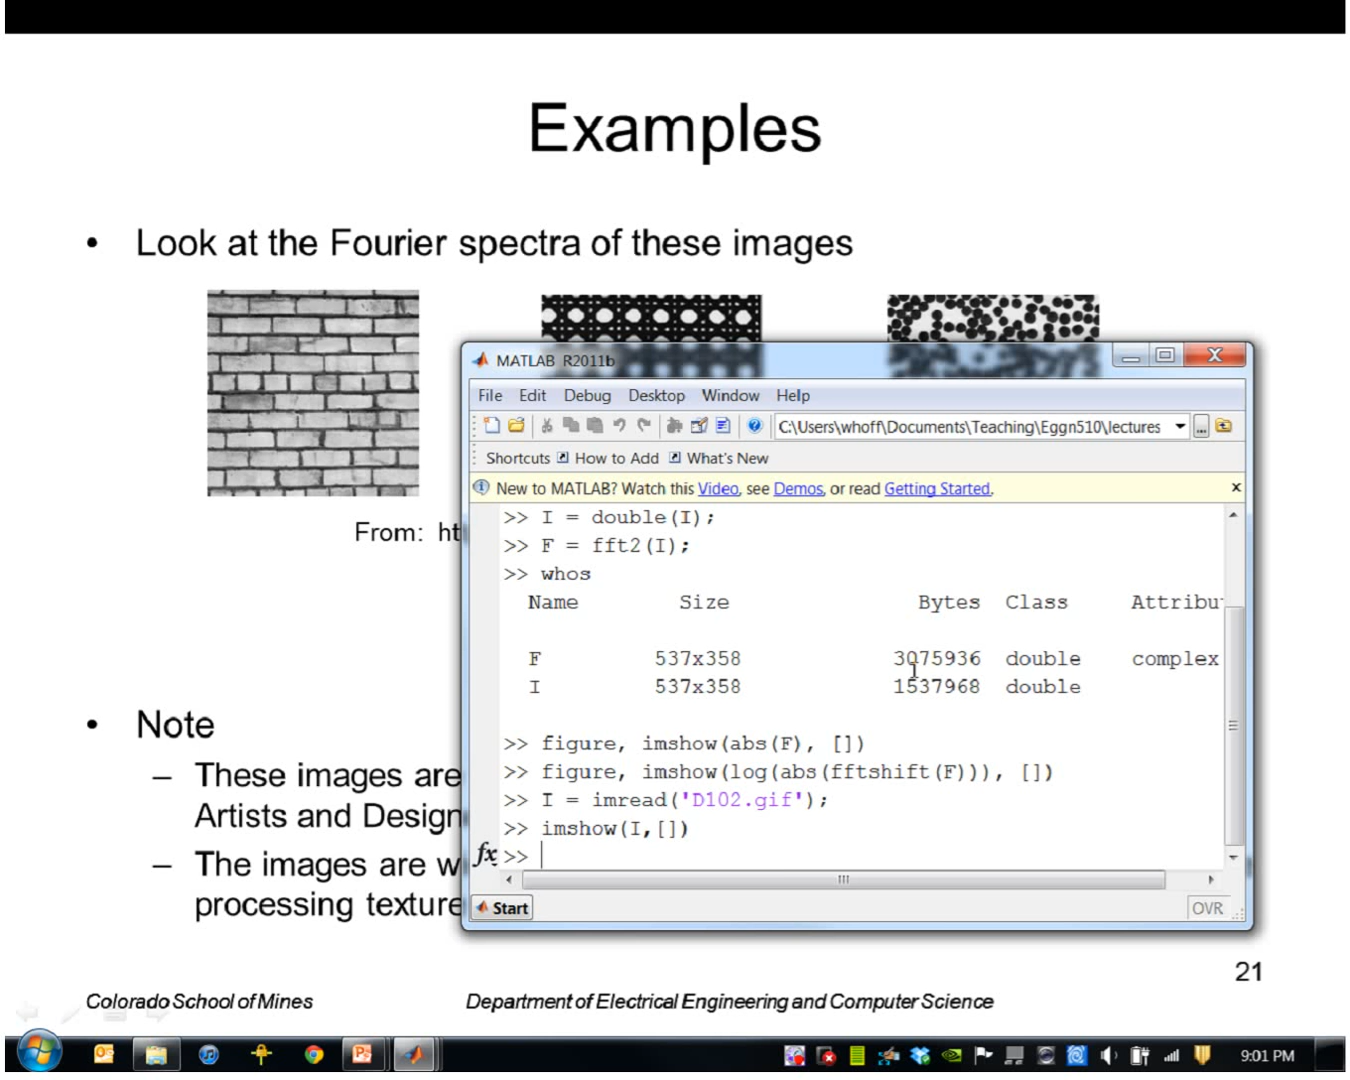 Examples
• Look at the Fourier spectra of these images
From: ht
MATLAB R2011b
File Edit Debug Desktop Window Help
C:\Users\whoff\Documents\Teaching\Eggn510\lectures
Shortcuts How to Add What's New
New to MATLAB? Watch this Video, see Demos, or read Getting Started.
>> I = double(I);
>> F = fft2(I);
>> whos
Name Size Bytes Class Attribu
F 537x358 3075936 double complex
I 537x358 1537968 double
>> figure, imshow(abs(F), [])
>> figure, imshow(log(abs(fftshift(F))), [])
>> I = imread('D102.gif');
>> imshow(I,[])
fx >>
Start
OVR
• Note
– These images are
Artists and Design
– The images are w
processing texture
21
Colorado School of Mines
Department of Electrical Engineering and Computer Science
9:01 PM